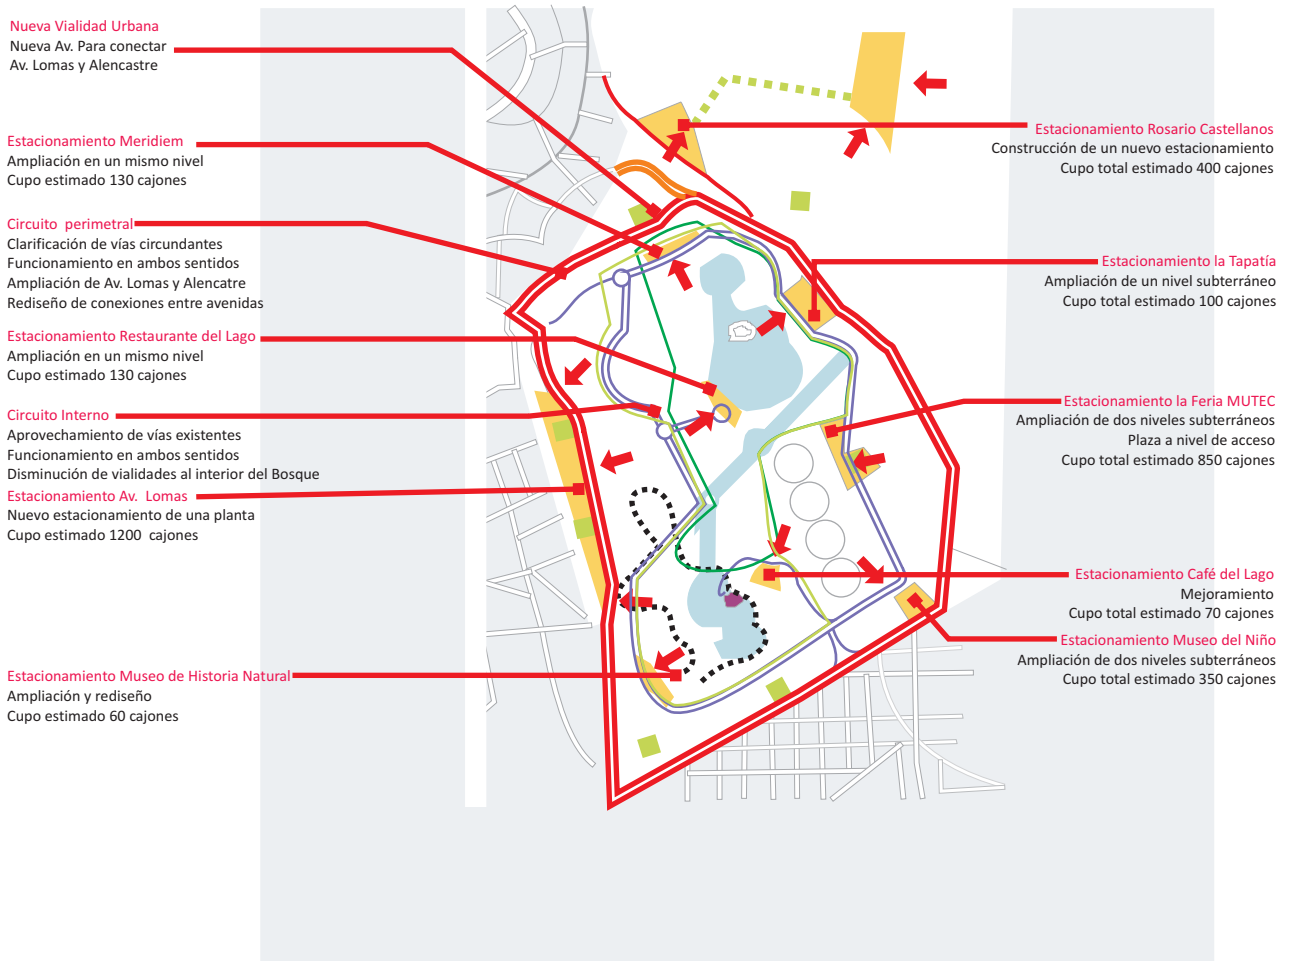 Nueva Vialidad Urbana
Nueva Av. Para conectar
Av. Lomas y Alencastre
Estacionamiento Meridiem
Ampliación en un mismo nivel
Cupo estimado 130 cajones
Circuito perimetral
Clarificación de vías circundantes
Funcionamiento en ambos sentidos
Ampliación de Av. Lomas y Alencatre
Rediseño de conexiones entre avenidas
Estacionamiento Restaurante del Lago
Ampliación en un mismo nivel
Cupo estimado 130 cajones
Circuito Interno
Aprovechamiento de vías existentes
Funcionamiento en ambos sentidos
Disminución de vialidades al interior del Bosque
Estacionamiento Av. Lomas
Nuevo estacionamiento de una planta
Cupo estimado 1200 cajones
Estacionamiento Museo de Historia Natural
Ampliación y rediseño
Cupo estimado 60 cajones
Estacionamiento Rosario Castellanos
Construcción de un nuevo estacionamiento
Cupo total estimado 400 cajones
Estacionamiento la Tapatía
Ampliación de un nivel subterráneo
Cupo total estimado 100 cajones
Estacionamiento la Feria MUTEC
Ampliación de dos niveles subterráneos
Plaza a nivel de acceso
Cupo total estimado 850 cajones
Estacionamiento Café del Lago
Mejoramiento
Cupo total estimado 70 cajones
Estacionamiento Museo del Niño
Ampliación de dos niveles subterráneos
Cupo total estimado 350 cajones